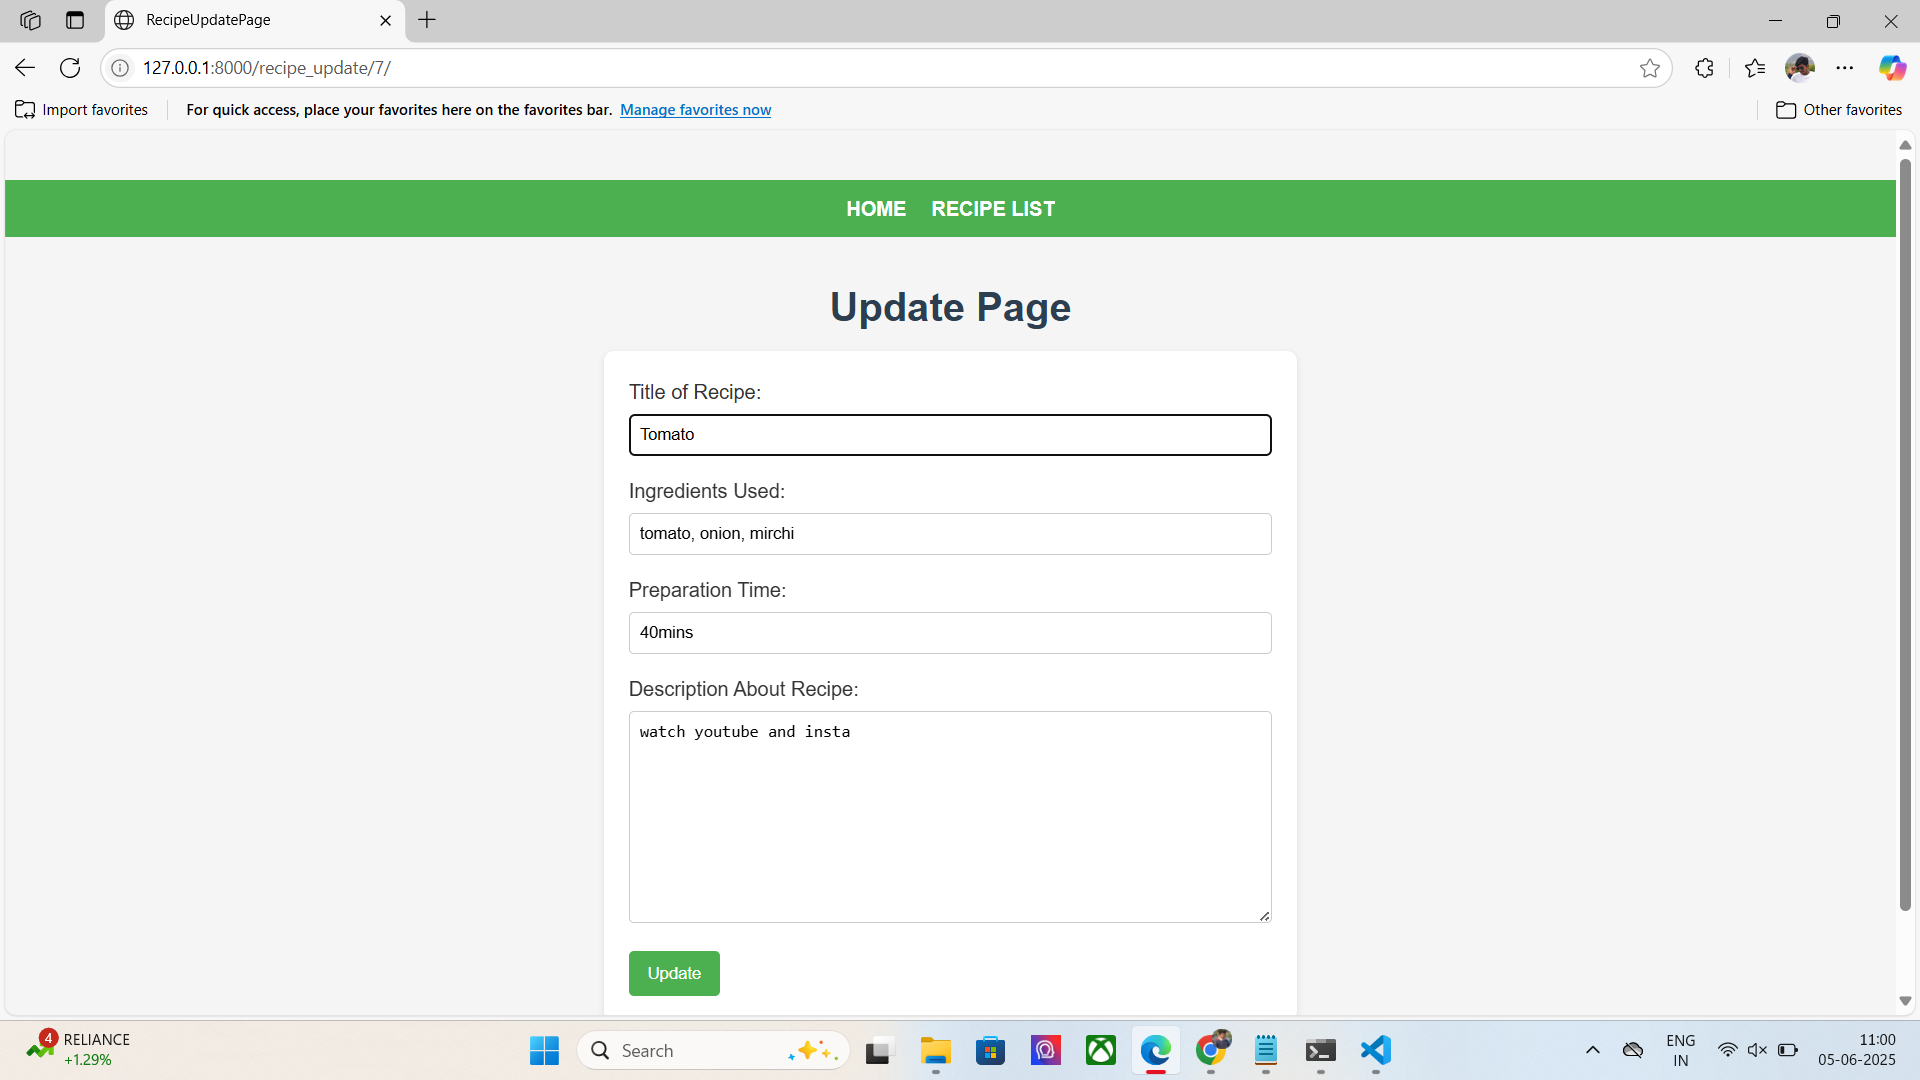 RecipeUpdatePage
127.0.0.1:8000/recipe_update/7/
Import favorites
For quick access, place your favorites here on the favorites bar. Manage favorites now
Other favorites
HOME RECIPE LIST
Update Page
Title of Recipe:
Tomato
Ingredients Used:
tomato, onion, mirchi
Preparation Time:
40mins
Description About Recipe:
watch youtube and insta
Update
4
RELIANCE
+1.29%
Search
ENG
IN
11:00
05-06-2025